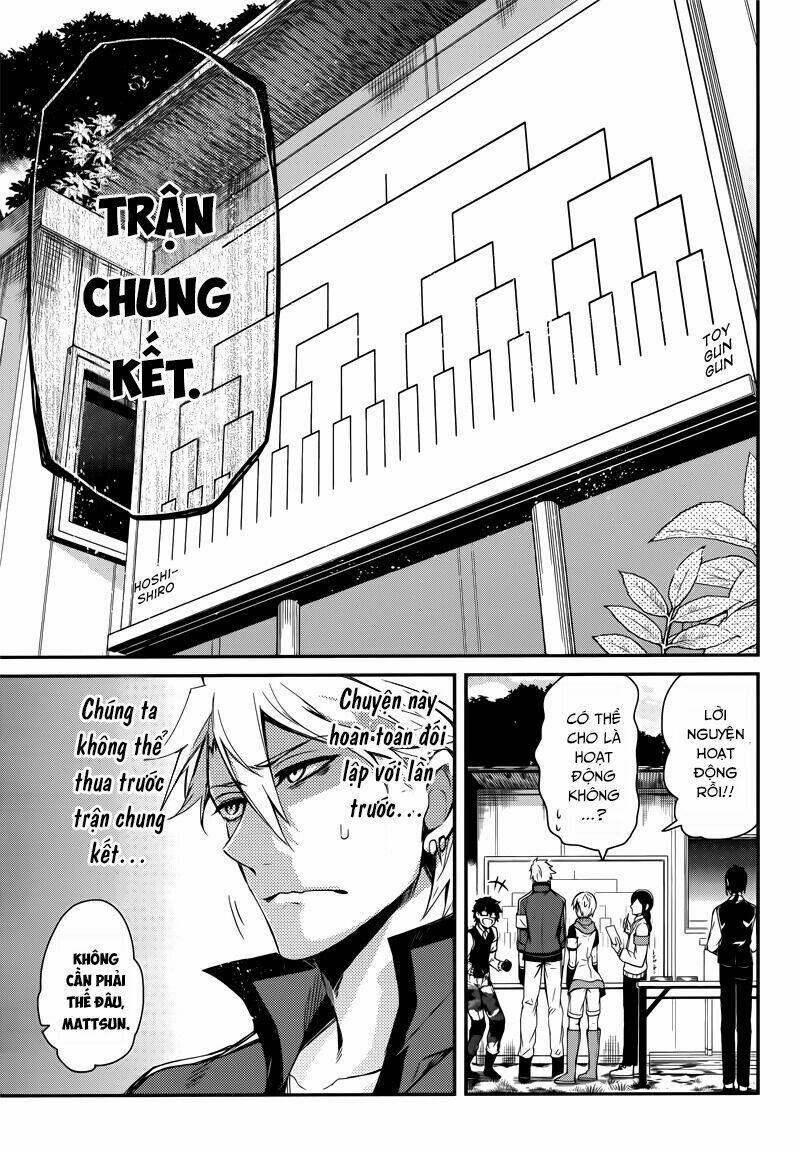 TRẬN
CHUNG
KẾT.
TOY
GUN
GUN
HOSHI-
SHIRO
LỜI
NGUYỆN
HOẠT
ĐỘNG
RỒI!!
CÓ THỂ
CHO LÀ
HOẠT
ĐỘNG
KHÔNG
...?
Chuyện này
hoàn toàn đối
lập với lần
trước...
Chúng ta
không thể
thua trước
trận chung
kết...
KHÔNG
CẦN PHẢI
THẾ ĐÂU,
MATTSUN.